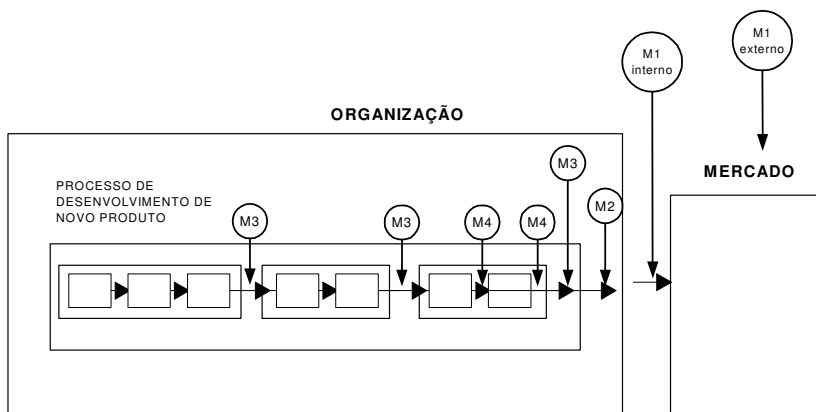 M1
externo
M1
interno
ORGANIZAÇÃO
MERCADO
PROCESSO DE
DESENVOLVIMENTO DE
NOVO PRODUTO
M3
M3
M3
M4
M4
M2